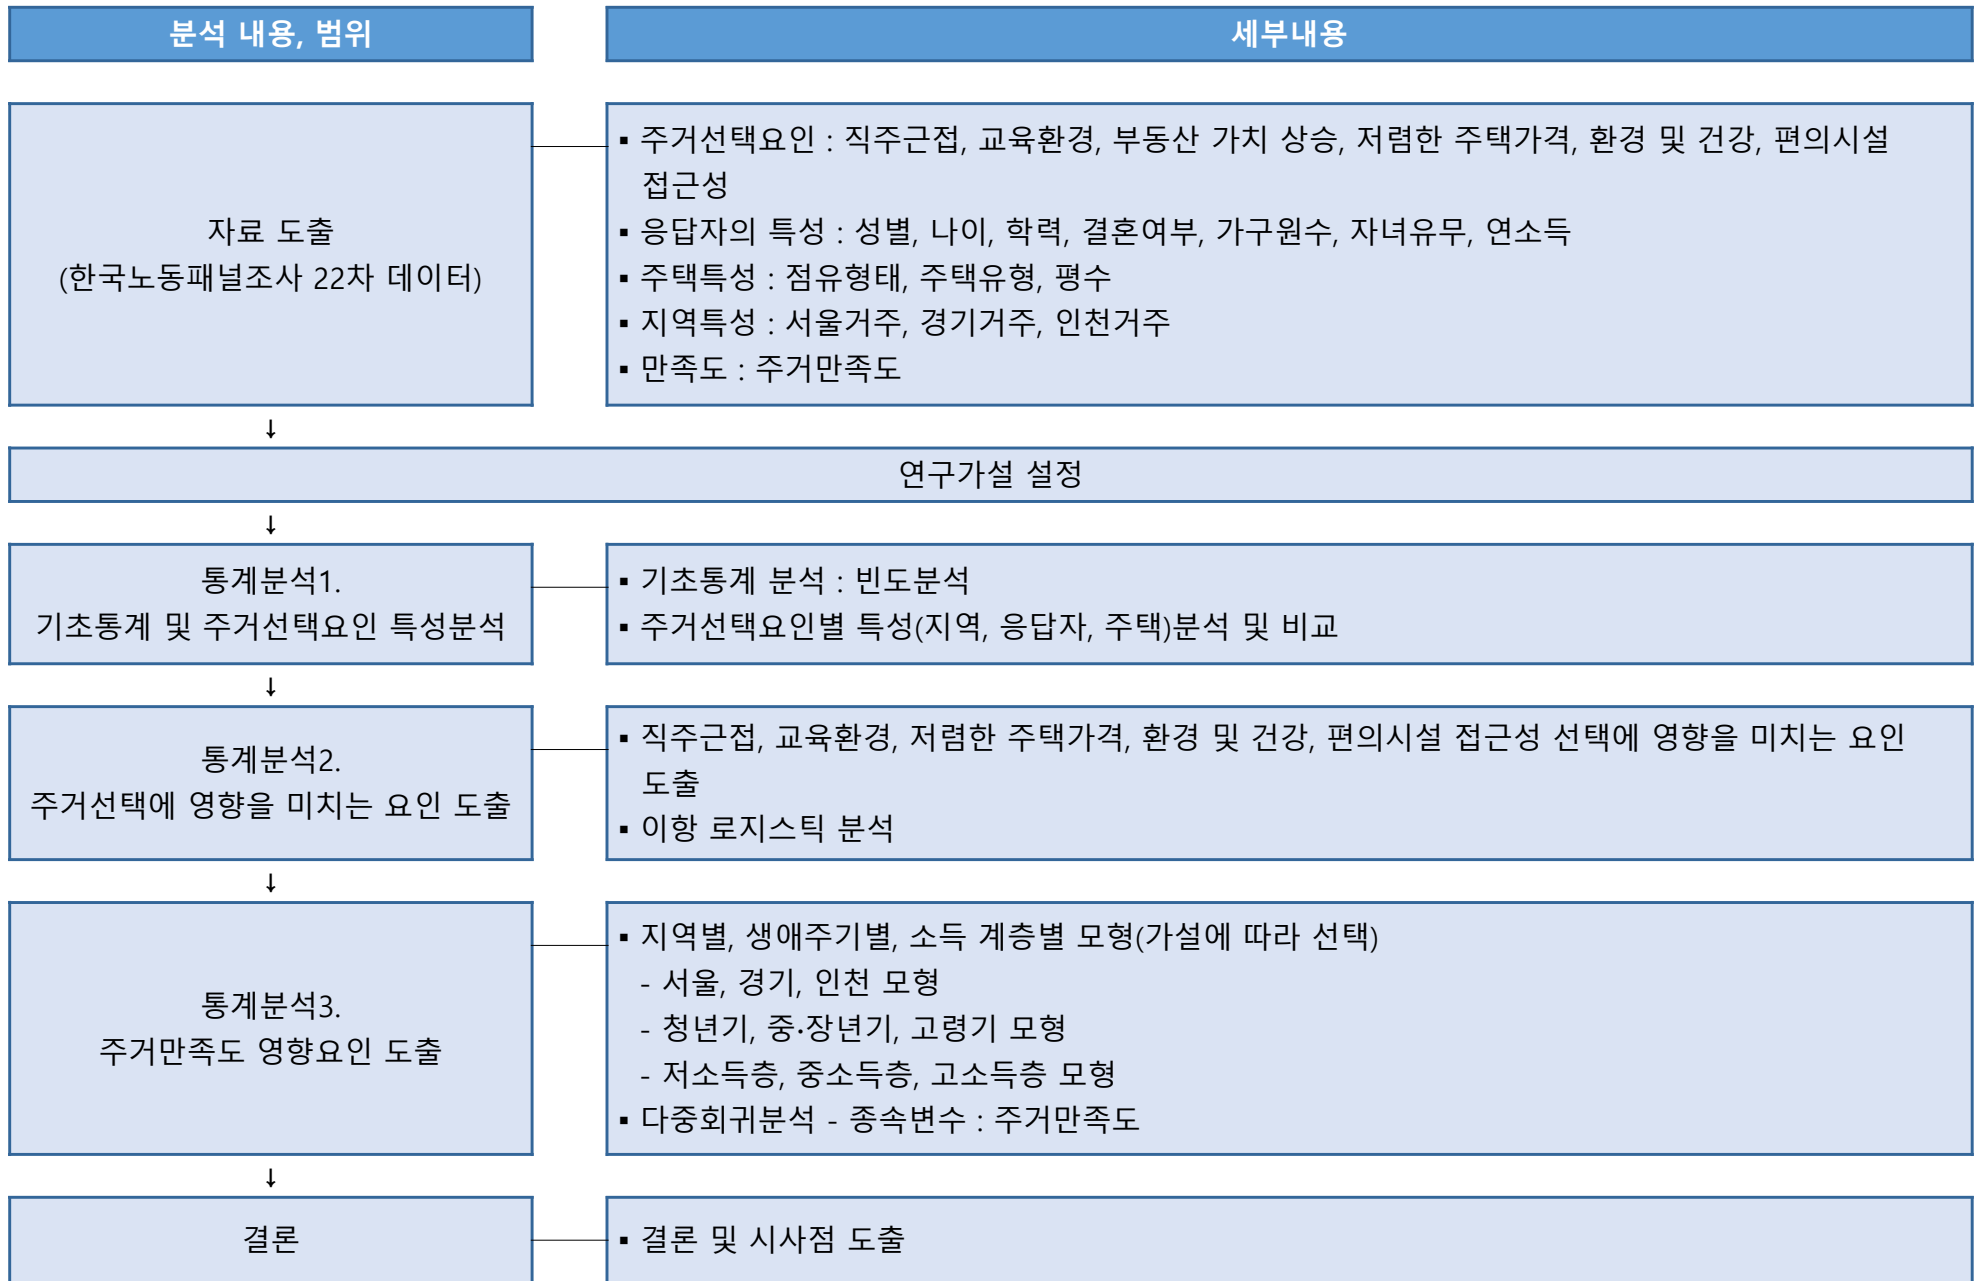 분석 내용, 범위
세부내용
자료 도출
(한국노동패널조사 22차 데이터)
▪ 주거선택요인 : 직주근접, 교육환경, 부동산 가치 상승, 저렴한 주택가격, 환경 및 건강, 편의시설
접근성
▪ 응답자의 특성 : 성별, 나이, 학력, 결혼여부, 가구원수, 자녀유무, 연소득
▪ 주택특성 : 점유형태, 주택유형, 평수
▪ 지역특성 : 서울거주, 경기거주, 인천거주
▪ 만족도 : 주거만족도
↓
연구가설 설정
↓
통계분석1.
기초통계 및 주거선택요인 특성분석
▪ 기초통계 분석 : 빈도분석
▪ 주거선택요인별 특성(지역, 응답자, 주택)분석 및 비교
↓
통계분석2.
주거선택에 영향을 미치는 요인 도출
▪ 직주근접, 교육환경, 저렴한 주택가격, 환경 및 건강, 편의시설 접근성 선택에 영향을 미치는 요인
도출
▪ 이항 로지스틱 분석
↓
통계분석3.
주거만족도 영향요인 도출
▪ 지역별, 생애주기별, 소득 계층별 모형(가설에 따라 선택)
- 서울, 경기, 인천 모형
- 청년기, 중·장년기, 고령기 모형
- 저소득층, 중소득층, 고소득층 모형
▪ 다중회귀분석 - 종속변수 : 주거만족도
↓
결론
▪ 결론 및 시사점 도출